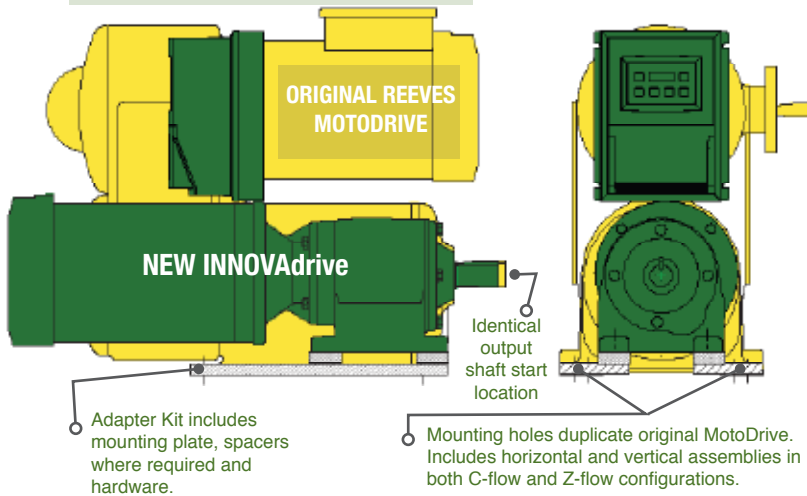 ORIGINAL REEVES
MOTODRIVE
NEW INNOVAdrive
Identical
output
shaft start
location
Adapter Kit includes
mounting plate, spacers
where required and
hardware.
Mounting holes duplicate original MotoDrive.
Includes horizontal and vertical assemblies in
both C-flow and Z-flow configurations.